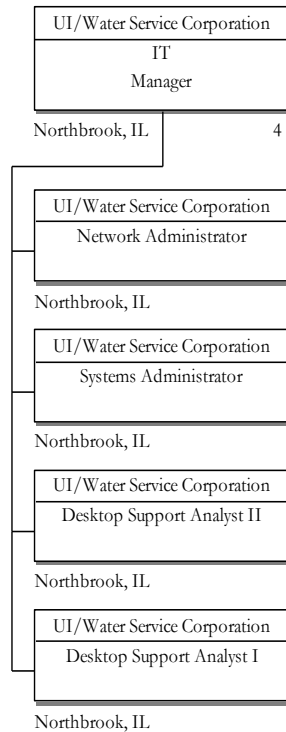 UI/Water Service Corporation
IT
Manager
Northbrook, IL 4
UI/Water Service Corporation
Network Administrator
Northbrook, IL
UI/Water Service Corporation
Systems Administrator
Northbrook, IL
UI/Water Service Corporation
Desktop Support Analyst II
Northbrook, IL
UI/Water Service Corporation
Desktop Support Analyst I
Northbrook, IL